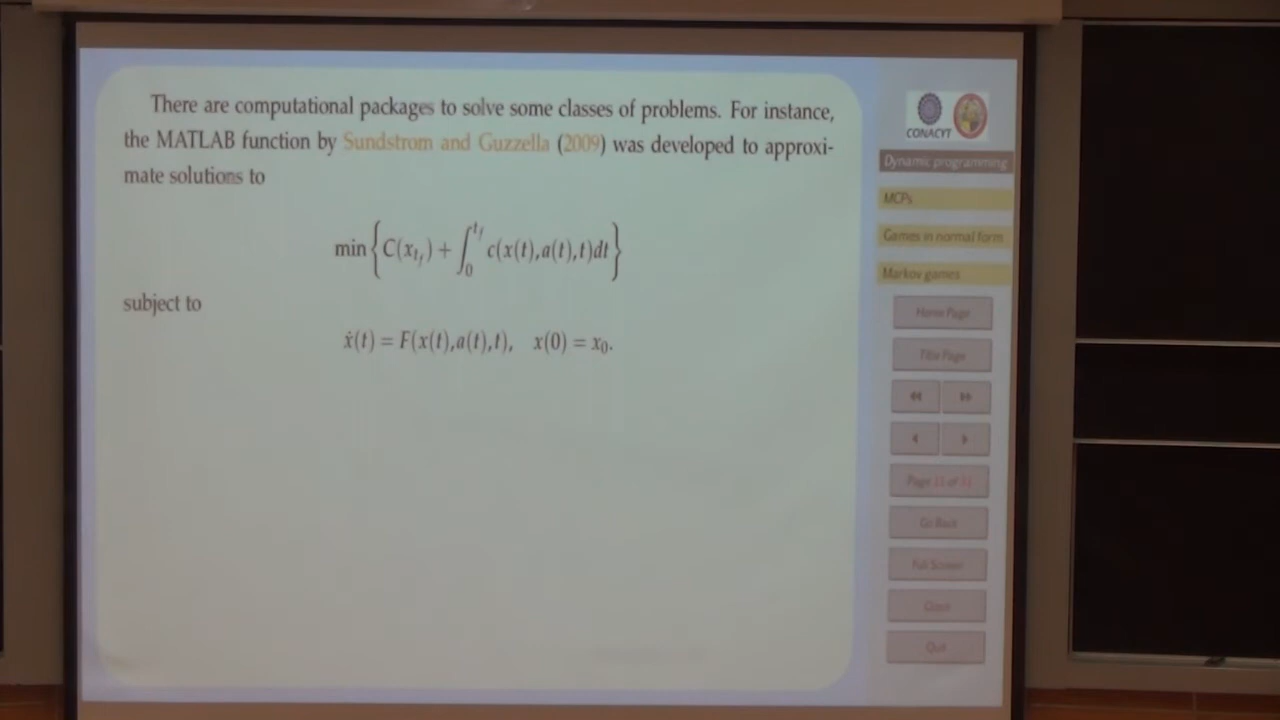 There are computational packages to solve some classes of problems. For instance,
the MATLAB function by Sundstrom and Guzzella (2009) was developed to approxi-
mate solutions to
min { C(x_{t_f}) + ∫_0^{t_f} c(x(t),a(t),t)dt }
subject to
ẋ(t) = F(x(t),a(t),t), x(0) = x_0.
CONACYT
Dynamic programming
MCPs
Games in normal form
Markov games
Home Page
Title Page
Page of
Go Back
Full Screen
Close
Quit